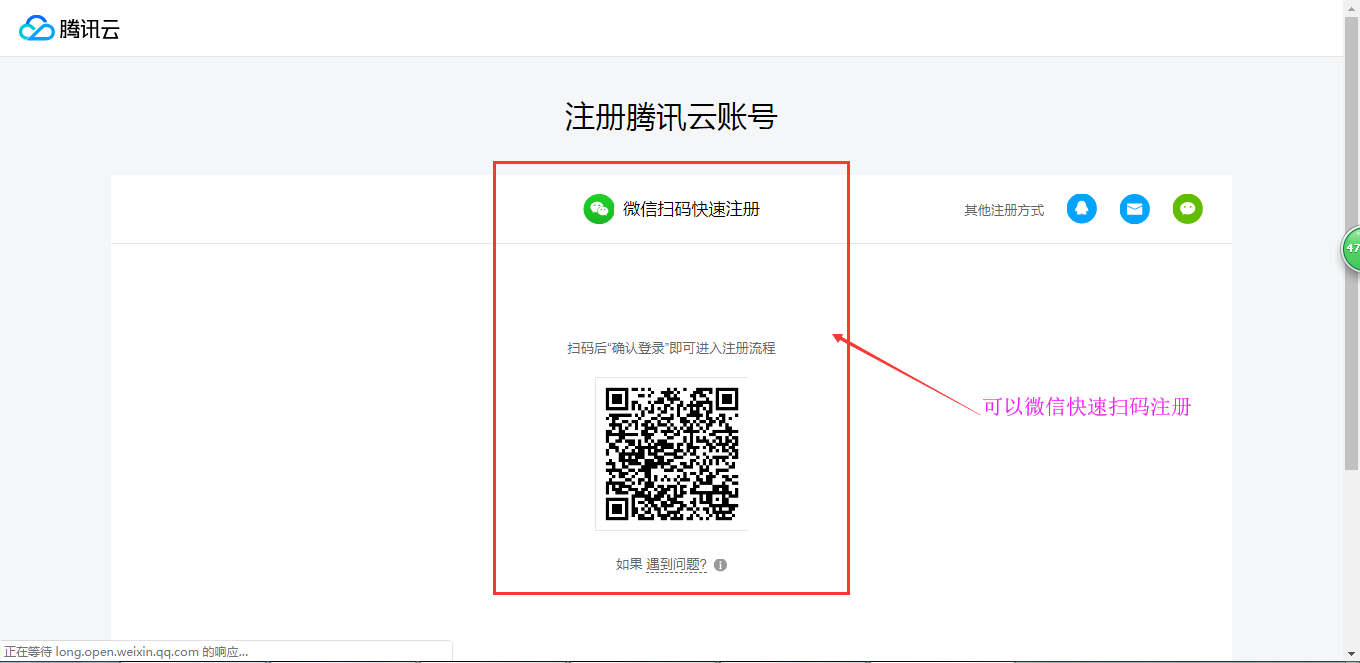 腾讯云
注册腾讯云账号
微信扫码快速注册
其他注册方式
47
扫码后“确认登录”即可进入注册流程
可以微信快速扫码注册
如果 遇到问题?
正在等待 long.open.weixin.qq.com 的响应...